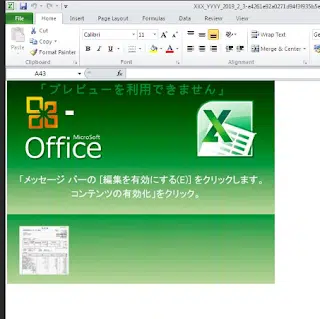 XXX_YYYY_2019_2_5-e4261e92a0271d94f3f935b5e
File
Home
Insert
Page Layout
Formulas
Data
Review
View
Cut
Copy
Format Painter
Paste
Clipboard
Calibri
11
Font
Wrap Text
Merge & Center
Alignment
A43
「プレビューを利用できません」
MicroSoft
Office
「メッセージ バーの [編集を有効にする(E)] をクリックします。
コンテンツの有効化」をクリック。